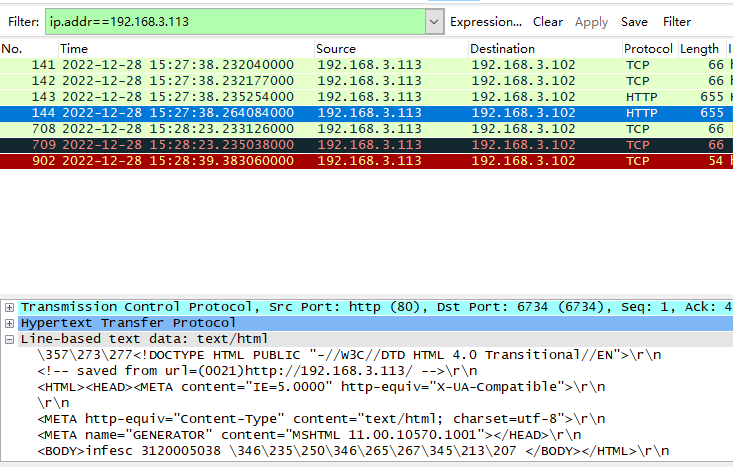 Filter: ip.addr==192.168.3.113 Expression... Clear Apply Save Filter
No. Time Source Destination Protocol Length
141 2022-12-28 15:27:38.232040000 192.168.3.113 192.168.3.102 TCP 66
142 2022-12-28 15:27:38.232177000 192.168.3.113 192.168.3.102 TCP 66
143 2022-12-28 15:27:38.235254000 192.168.3.113 192.168.3.102 HTTP 655
144 2022-12-28 15:27:38.264084000 192.168.3.113 192.168.3.102 HTTP 655
708 2022-12-28 15:28:23.233126000 192.168.3.113 192.168.3.102 TCP 66
709 2022-12-28 15:28:23.235038000 192.168.3.113 192.168.3.102 TCP 66
902 2022-12-28 15:28:39.383060000 192.168.3.113 192.168.3.102 TCP 54
Transmission Control Protocol, Src Port: http (80), Dst Port: 6734 (6734), Seq: 1, Ack: 4
Hypertext Transfer Protocol
Line-based text data: text/html
\357\273\277<!DOCTYPE HTML PUBLIC "-//W3C//DTD HTML 4.0 Transitional//EN">\r\n
<!-- saved from url=(0021)http://192.168.3.113/ -->\r\n
<HTML><HEAD><META content="IE=5.0000" http-equiv="X-UA-Compatible">\r\n
\r\n
<META http-equiv="Content-Type" content="text/html; charset=utf-8">\r\n
<META name="GENERATOR" content="MSHTML 11.00.10570.1001"></HEAD>\r\n
<BODY>infesc 3120005038 \346\235\250\346\265\267\345\213\207 </BODY></HTML>\r\n